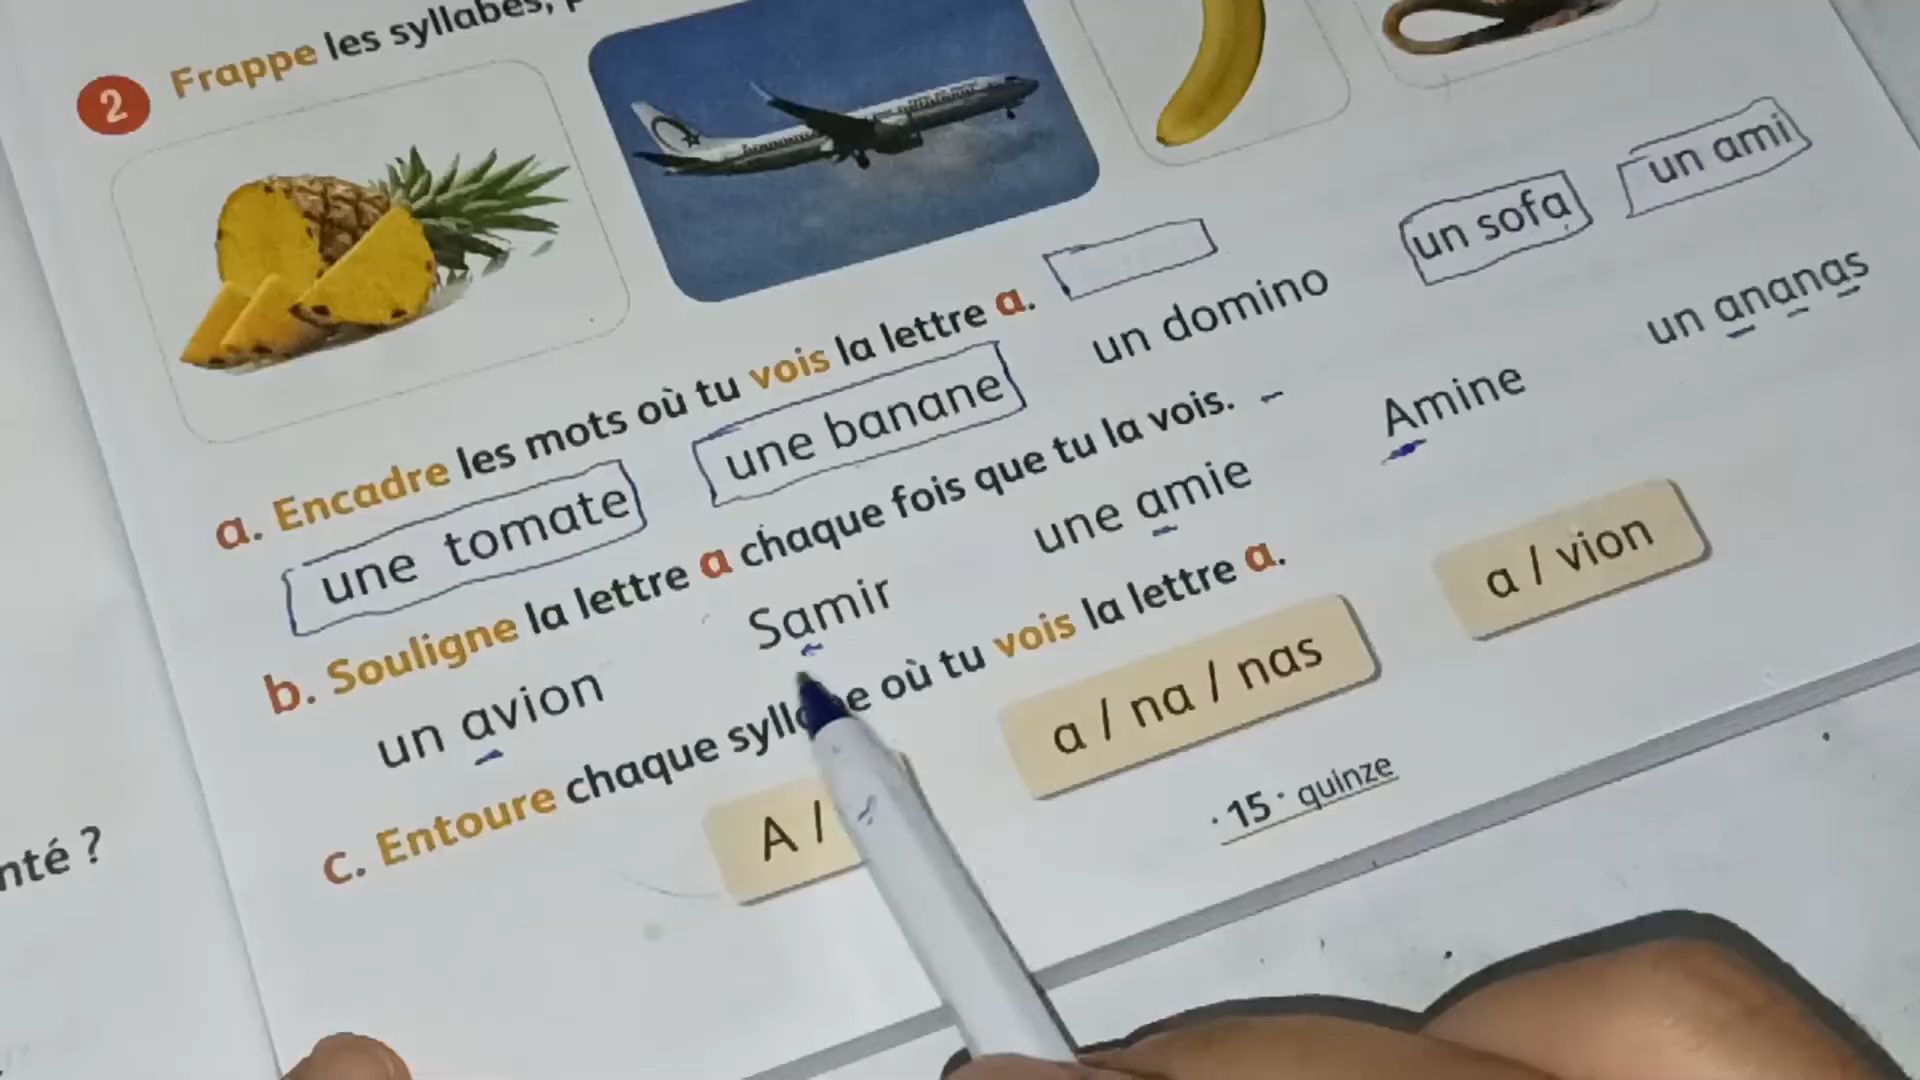 2 Frappe les syllabes,
a. Encadre les mots où tu vois la lettre a.
une tomate une banane un domino un sofa un ami
b. Souligne la lettre a chaque fois que tu la vois.
un avion Samir une amie Amine un ananas
c. Entoure chaque syllabe où tu vois la lettre a.
A / a / na / nas a / vion
· 15 · quinze
nté ?